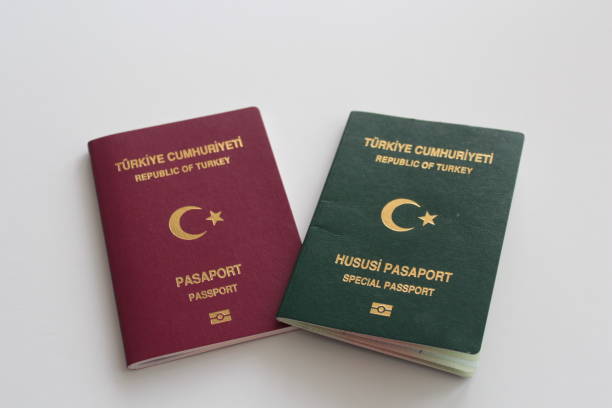 TÜRKİYE CUMHURİYETİ
REPUBLIC OF TURKEY
PASAPORT
PASSPORT
TÜRKİYE CUMHURİYETİ
REPUBLIC OF TURKEY
HUSUSİ PASAPORT
SPECIAL PASSPORT